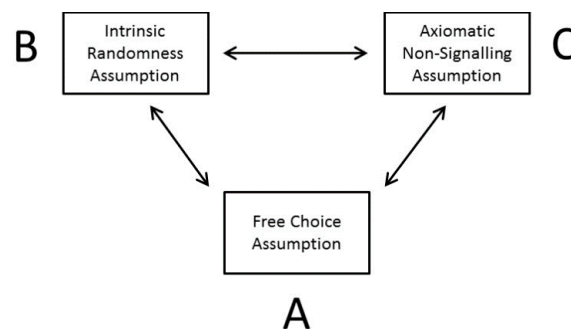 B
Intrinsic
Randomness
Assumption
Axiomatic
Non-Signalling
Assumption
C
Free Choice
Assumption
A